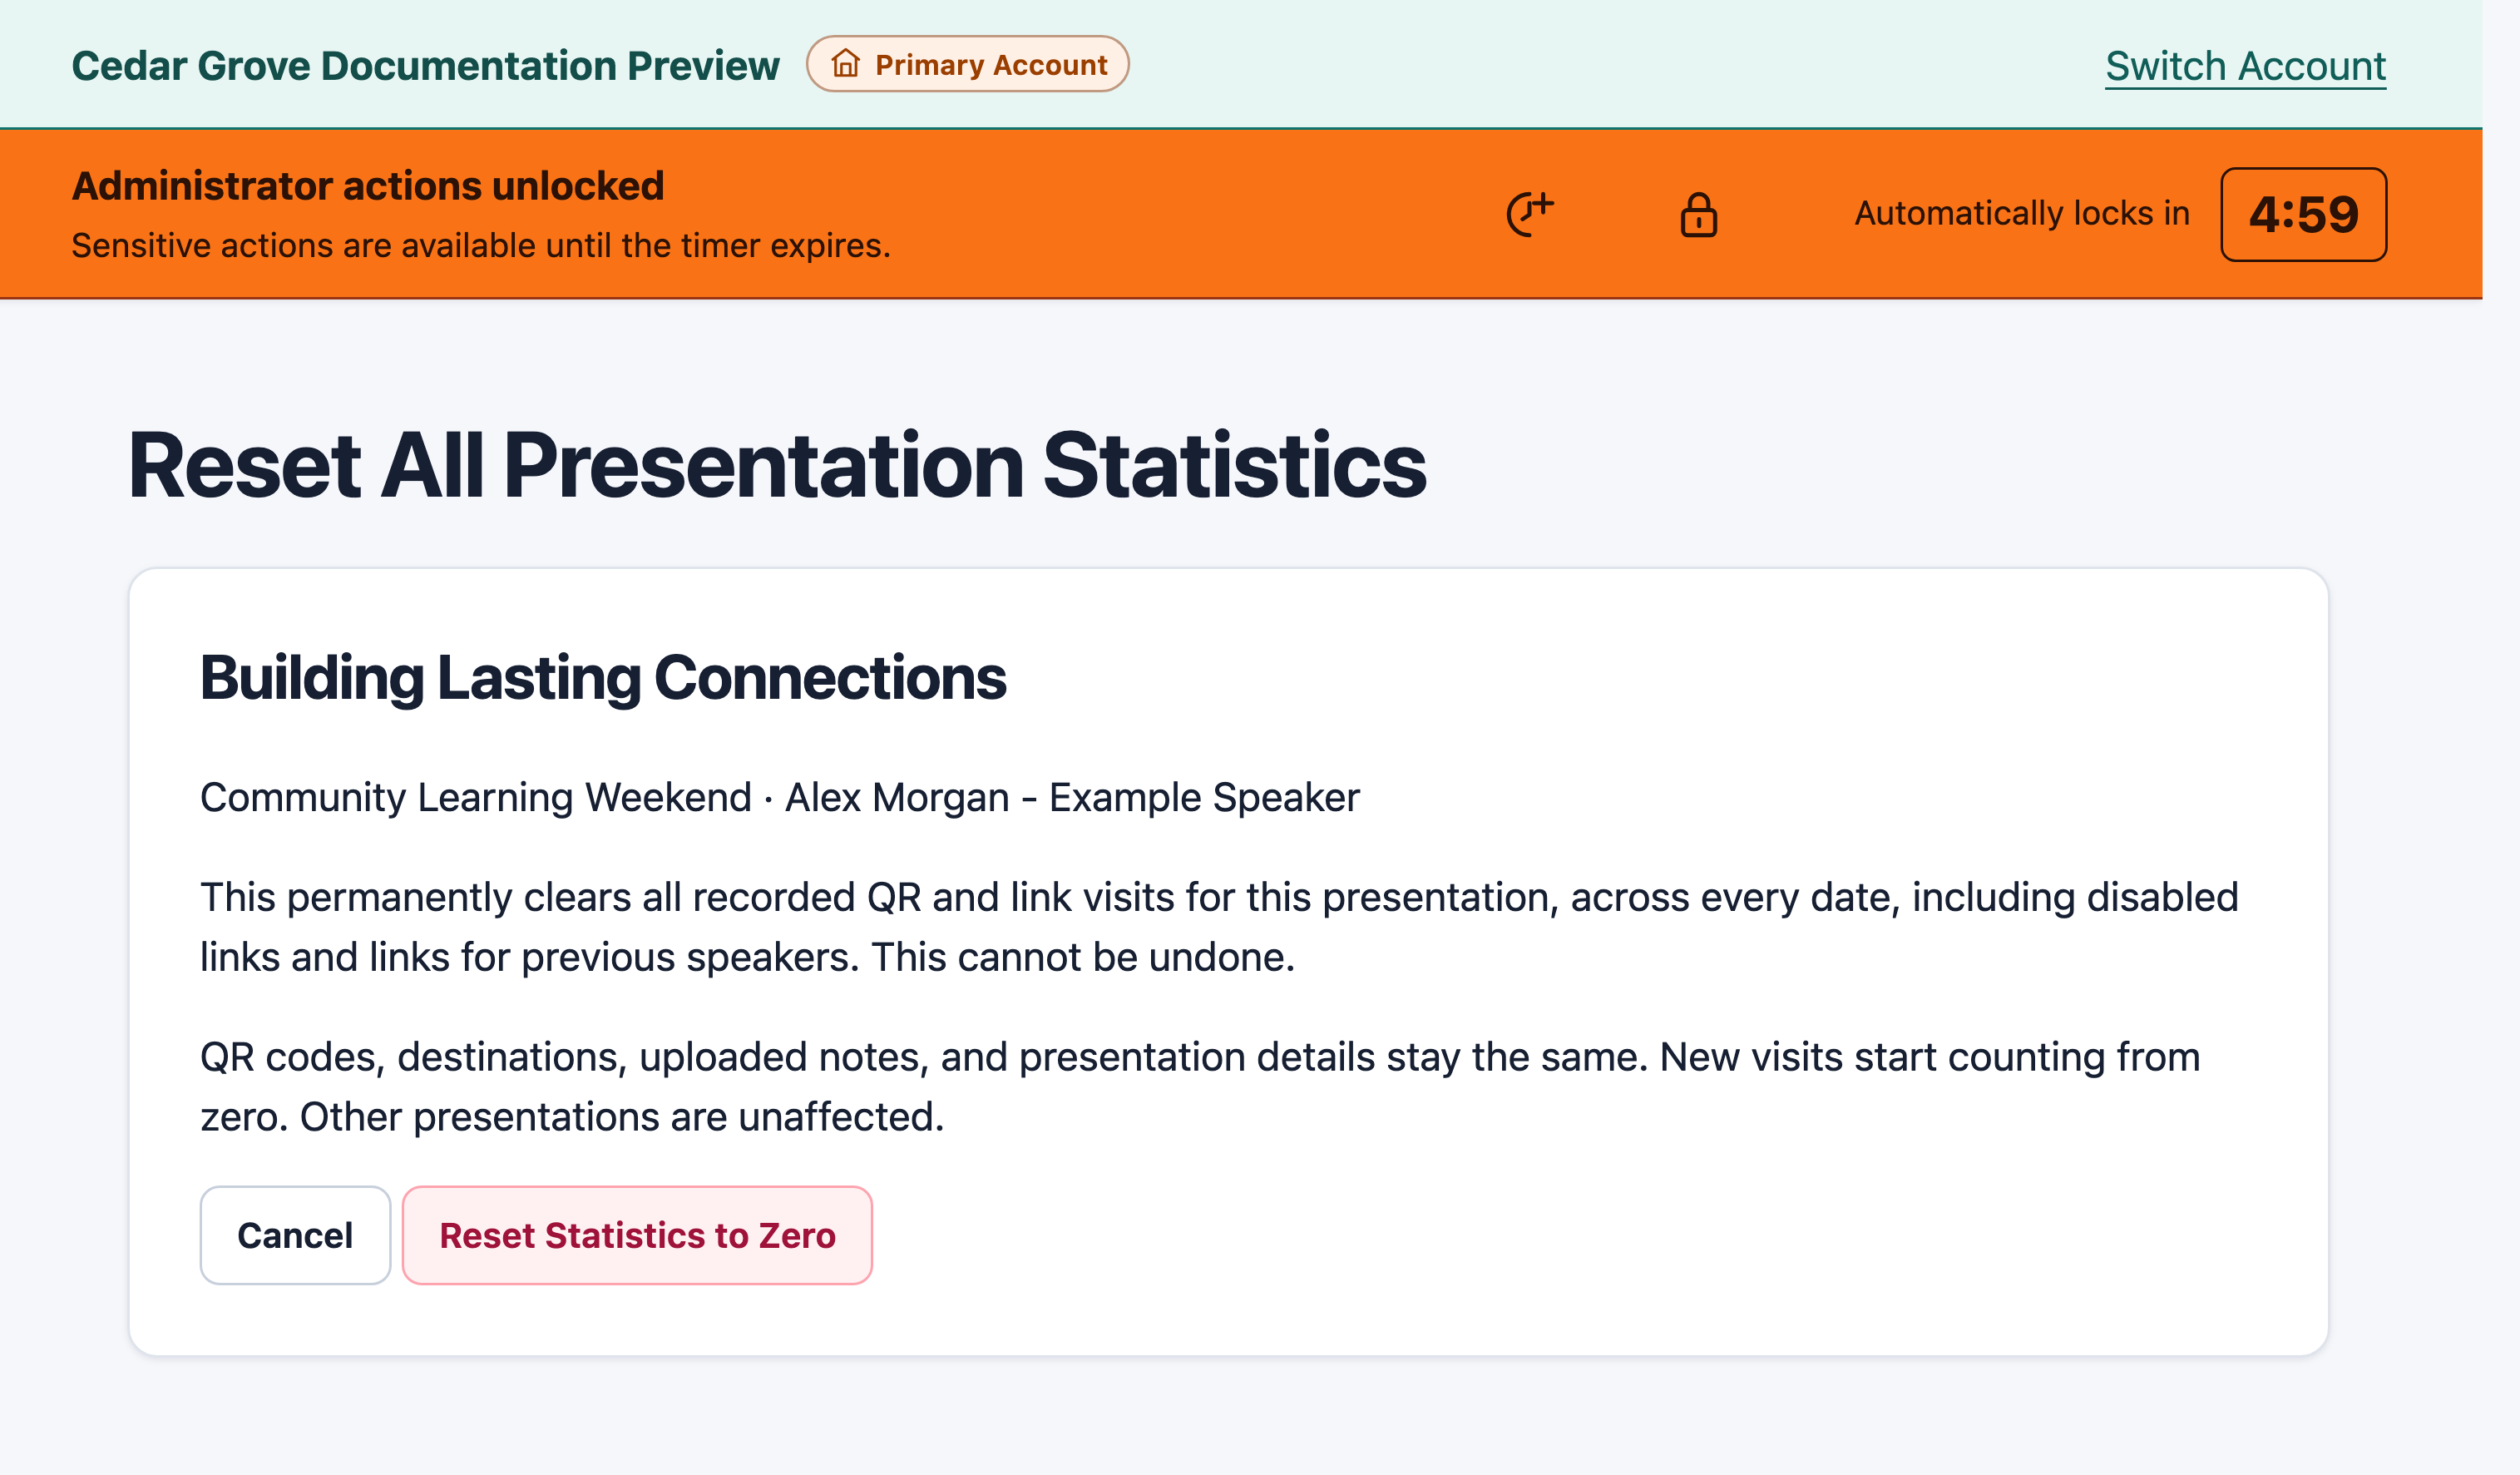 Cedar Grove Documentation Preview
Primary Account
Switch Account
Administrator actions unlocked
Sensitive actions are available until the timer expires.
Automatically locks in
4:59
Reset All Presentation Statistics
Building Lasting Connections
Community Learning Weekend · Alex Morgan – Example Speaker
This permanently clears all recorded QR and link visits for this presentation, across every date, including disabled
links and links for previous speakers. This cannot be undone.
QR codes, destinations, uploaded notes, and presentation details stay the same. New visits start counting from
zero. Other presentations are unaffected.
Cancel
Reset Statistics to Zero